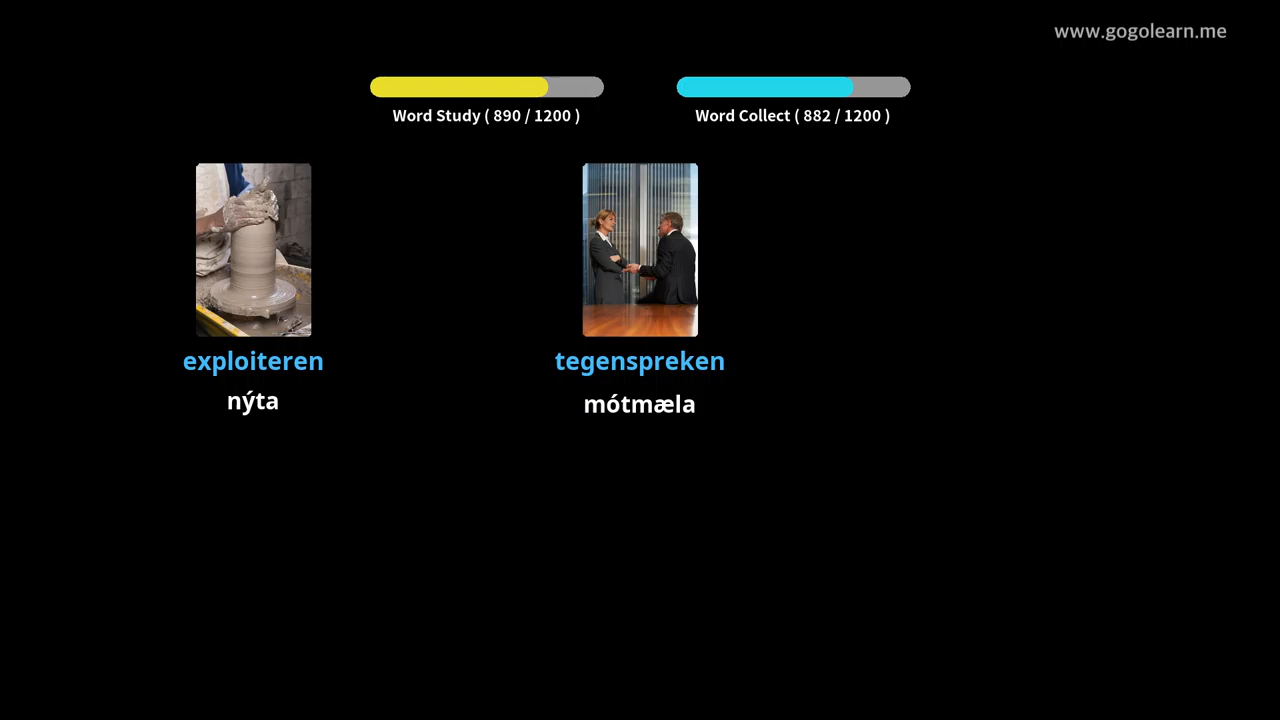 www.gogolearn.me
Word Study ( 890 / 1200 )
Word Collect ( 882 / 1200 )
exploiteren
nýta
tegenspreken
mótmæla